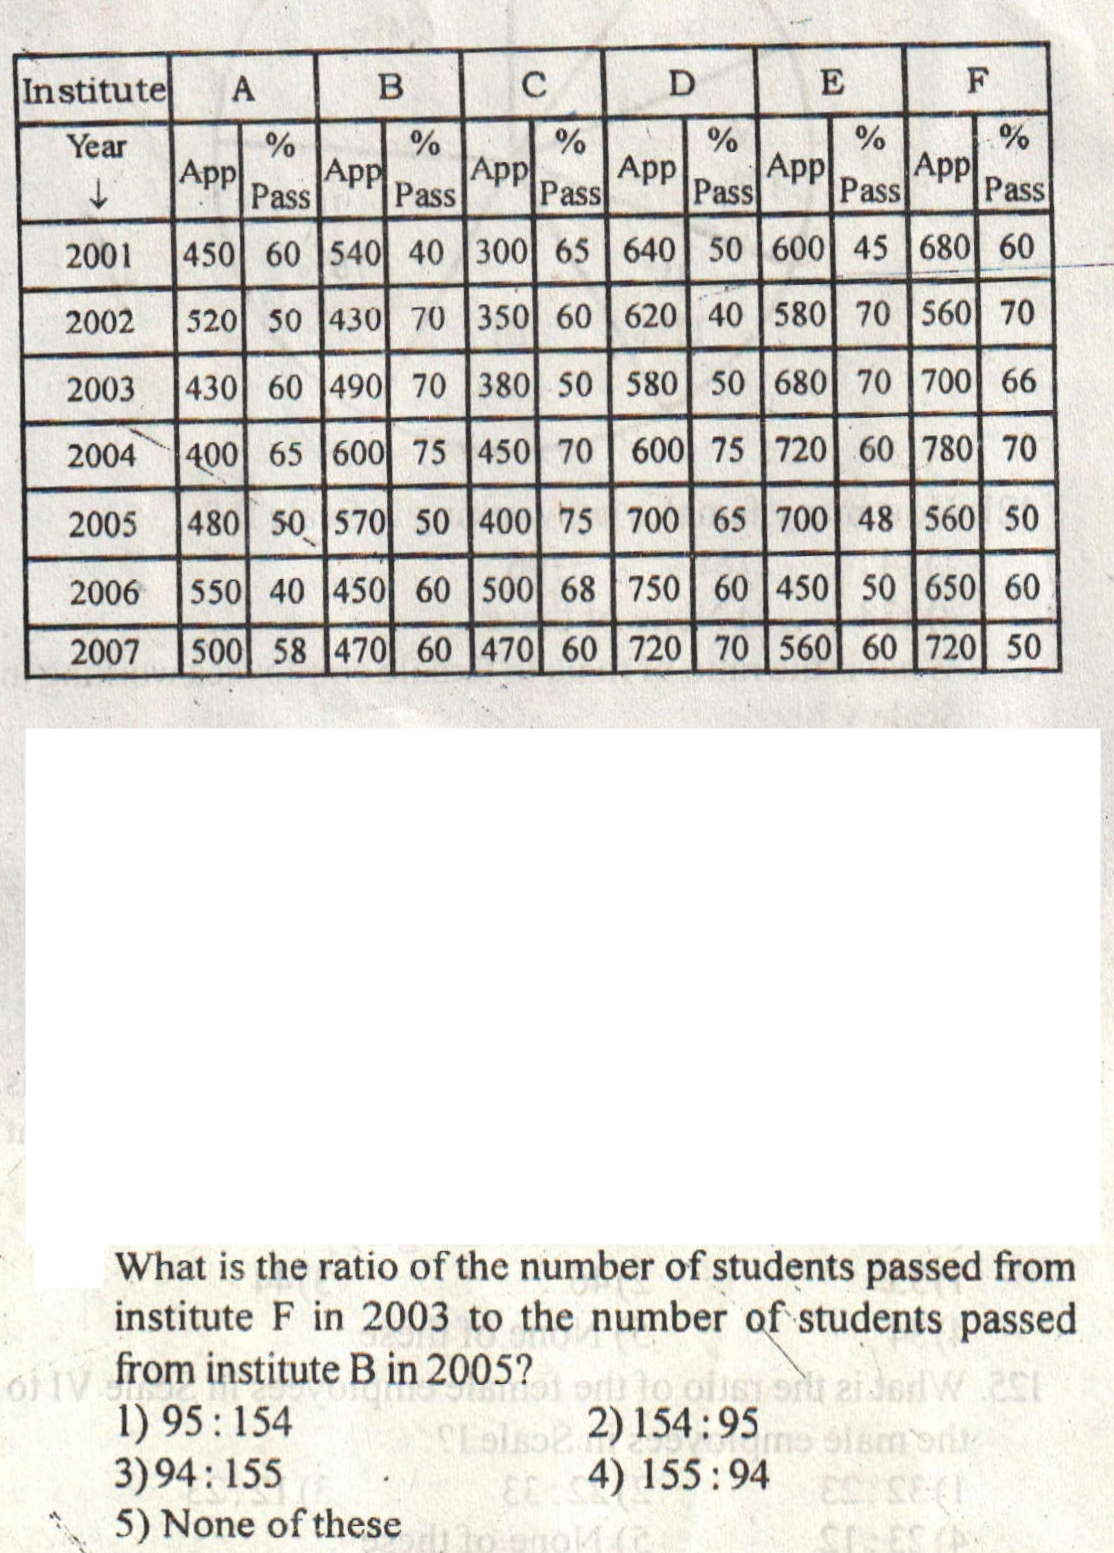 Institute A B C D E F
Year ↓ App % Pass App % Pass App % Pass App % Pass App % Pass App % Pass
2001 450 60 540 40 300 65 640 50 600 45 680 60
2002 520 50 430 70 350 60 620 40 580 70 560 70
2003 430 60 490 70 380 50 580 50 680 70 700 66
2004 400 65 600 75 450 70 600 75 720 60 780 70
2005 480 50 570 50 400 75 700 65 700 48 560 50
2006 550 40 450 60 500 68 750 60 450 50 650 60
2007 500 58 470 60 470 60 720 70 560 60 720 50
What is the ratio of the number of students passed from
institute F in 2003 to the number of students passed
from institute B in 2005?
1) 95 : 154 2) 154 : 95
3) 94 : 155 4) 155 : 94
5) None of these